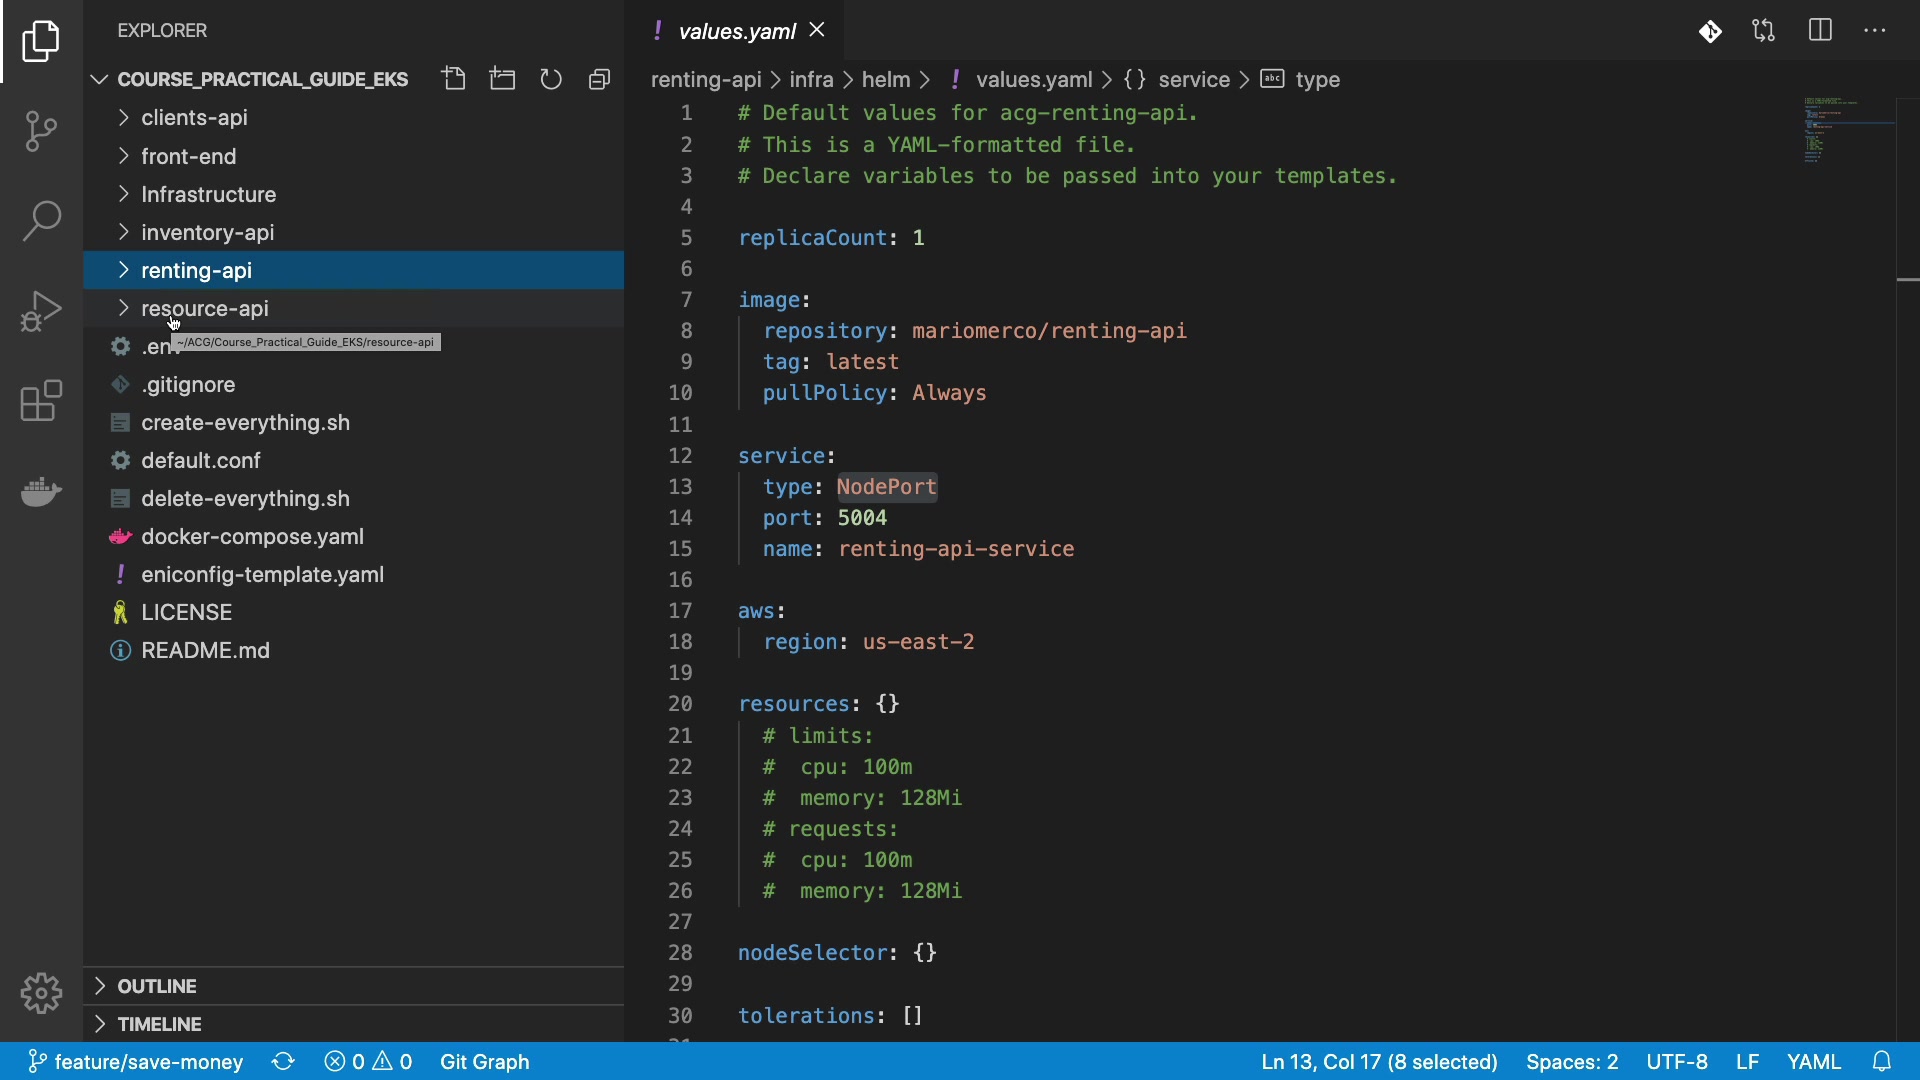 EXPLORER
COURSE_PRACTICAL_GUIDE_EKS
clients-api
front-end
Infrastructure
inventory-api
renting-api
resource-api
~/ACG/Course_Practical_Guide_EKS/resource-api
.gitignore
create-everything.sh
default.conf
delete-everything.sh
docker-compose.yaml
eniconfig-template.yaml
LICENSE
README.md
OUTLINE
TIMELINE
! values.yaml
renting-api > infra > helm > ! values.yaml > {} service > abc type
1 # Default values for acg-renting-api.
2 # This is a YAML-formatted file.
3 # Declare variables to be passed into your templates.
4
5 replicaCount: 1
6
7 image:
8 repository: mariomerco/renting-api
9 tag: latest
10 pullPolicy: Always
11
12 service:
13 type: NodePort
14 port: 5004
15 name: renting-api-service
16
17 aws:
18 region: us-east-2
19
20 resources: {}
21 # limits:
22 # cpu: 100m
23 # memory: 128Mi
24 # requests:
25 # cpu: 100m
26 # memory: 128Mi
27
28 nodeSelector: {}
29
30 tolerations: []
feature/save-money 0 0 Git Graph Ln 13, Col 17 (8 selected) Spaces: 2 UTF-8 LF YAML